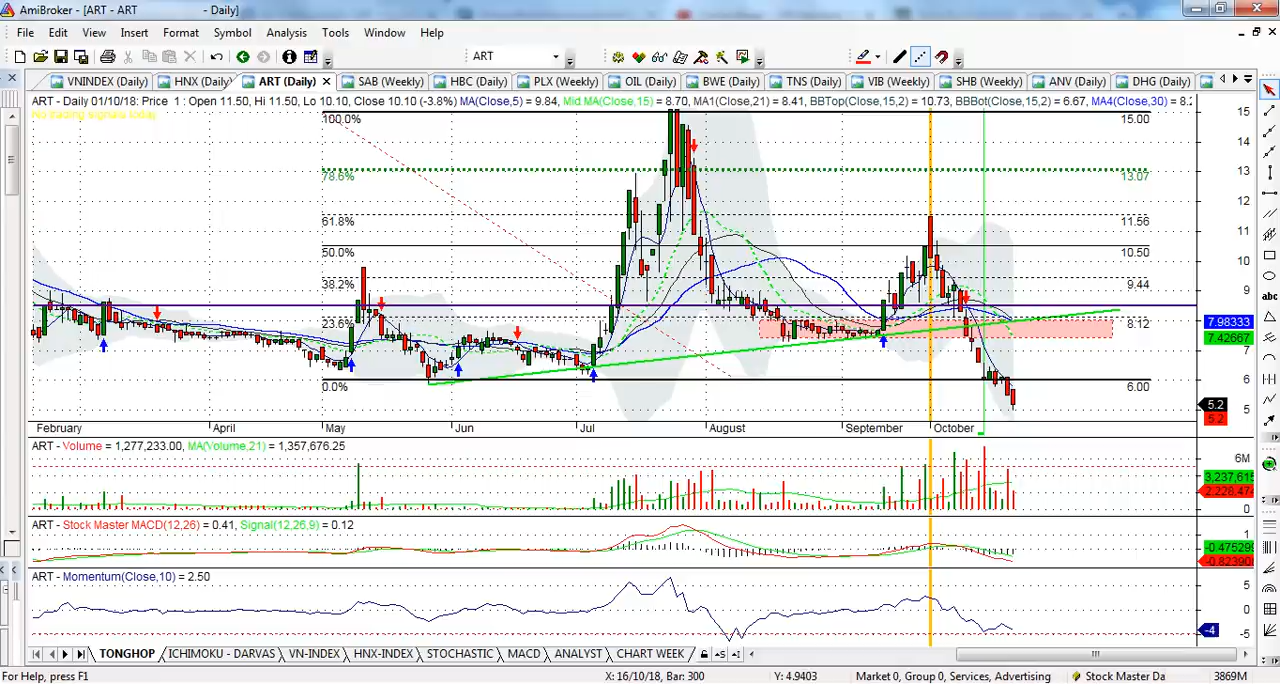 AmiBroker - [ART - ART - Daily]
File Edit View Insert Format Symbol Analysis Tools Window Help
ART
VNINDEX (Daily) HNX (Daily) ART (Daily) SAB (Weekly) HBC (Daily) PLX (Weekly) OIL (Daily) BWE (Daily) TNS (Daily) VIB (Weekly) SHB (Weekly) ANV (Daily) DHG (Daily)
ART - Daily 01/10/18: Price 1 : Open 11.50, Hi 11.50, Lo 10.10, Close 10.10 (-3.8%) MA(Close,5) = 9.84, Mid MA(Close,15) = 8.70, MA1(Close,21) = 8.41, BBTop(Close,15,2) = 10.73, BBBot(Close,15,2) = 6.67, MA4(Close,30) = 8.2
No trading signals today
100.0% 15.00 15
14
78.6% 13.07 13
12
61.8% 11.56
11
50.0% 10.50
10
38.2% 9.44
9
23.6% 8.12
7.98333
7.42667
7
0.0% 6.00 6
5.2
5
5.2
February April May Jun Jul August September October
ART - Volume = 1,277,233.00, MA(Volume,21) = 1,357,676.25
6M
3,237,615
2,228,474
0
ART - Stock Master MACD(12,26) = 0.41, Signal(12,26,9) = 0.12
1
-0.475299
-0.823908
ART - Momentum(Close,10) = 2.50
5
0
-4
-5
TONGHOP ICHIMOKU - DARVAS VN-INDEX HNX-INDEX STOCHASTIC MACD ANALYST CHART WEEK
For Help, press F1 X: 16/10/18, Bar: 300 Y: 4.9403 Market 0, Group 0, Services, Advertising Stock Master Da 3869M